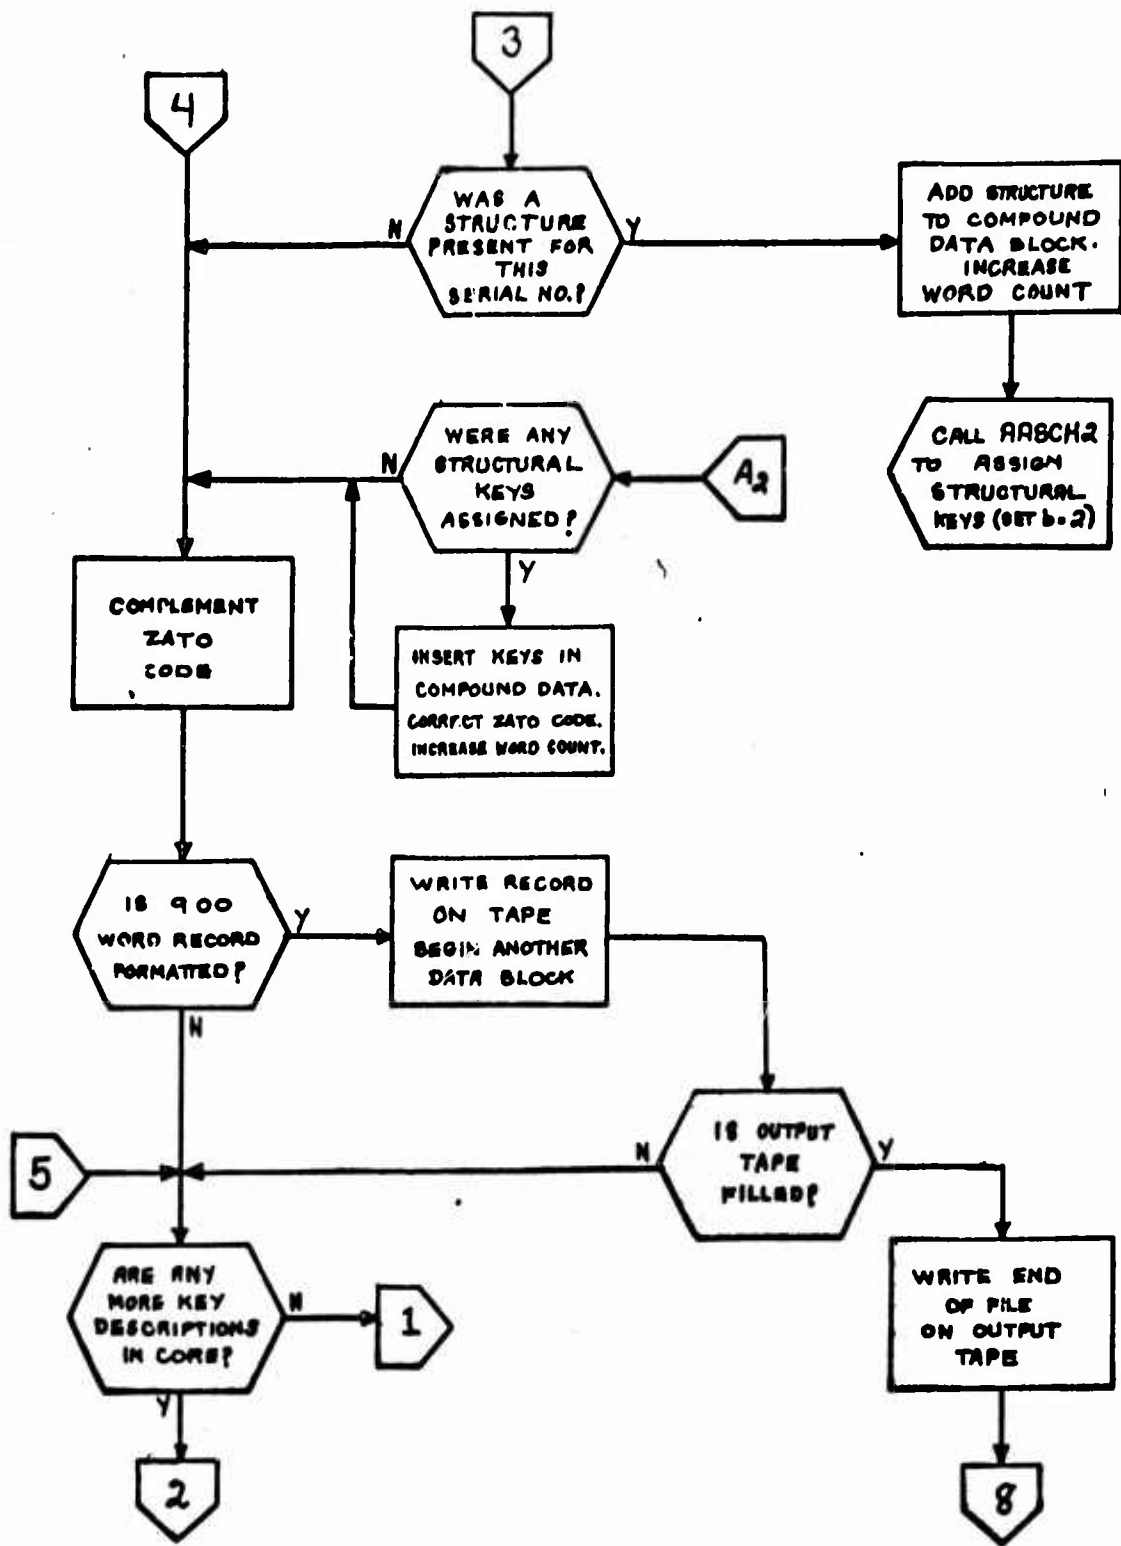 3
4
WAS A
STRUCTURE
PRESENT FOR
THIS
SERIAL NO.?
N
Y
ADD STRUCTURE
TO COMPOUND
DATA BLOCK.
INCREASE
WORD COUNT
WERE ANY
STRUCTURAL
KEYS
ASSIGNED?
N
Y
A2
CALL AASCH2
TO ASSIGN
STRUCTURAL
KEYS (SET b=2)
COMPLEMENT
ZATO
CODE
INSERT KEYS IN
COMPOUND DATA.
CORRECT ZATO CODE.
INCREASE WORD COUNT.
IS 900
WORD RECORD
FORMATTED?
Y
N
WRITE RECORD
ON TAPE
BEGIN ANOTHER
DATA BLOCK
IS OUTPUT
TAPE
FILLED?
N
Y
5
ARE ANY
MORE KEY
DESCRIPTIONS
IN CORE?
N
Y
1
WRITE END
OF FILE
ON OUTPUT
TAPE
2
8